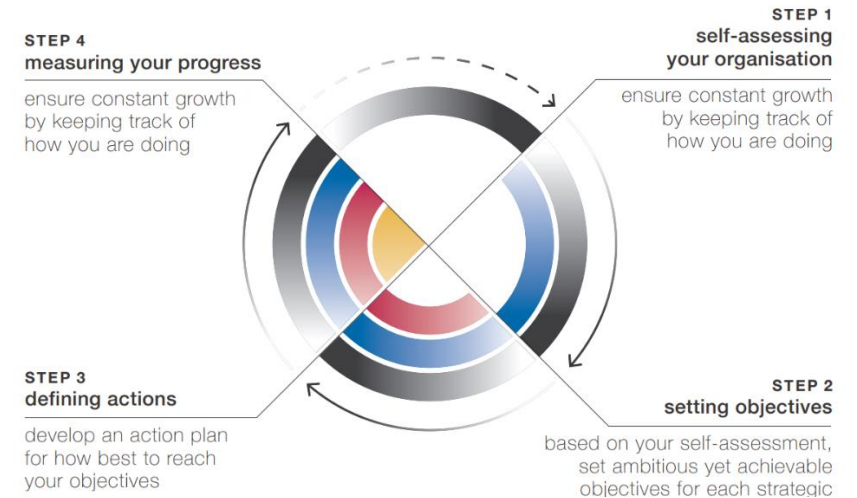 STEP 1
self-assessing
your organisation
ensure constant growth
by keeping track of
how you are doing
STEP 2
setting objectives
based on your self-assessment,
set ambitious yet achievable
objectives for each strategic
STEP 3
defining actions
develop an action plan
for how best to reach
your objectives
STEP 4
measuring your progress
ensure constant growth
by keeping track of
how you are doing